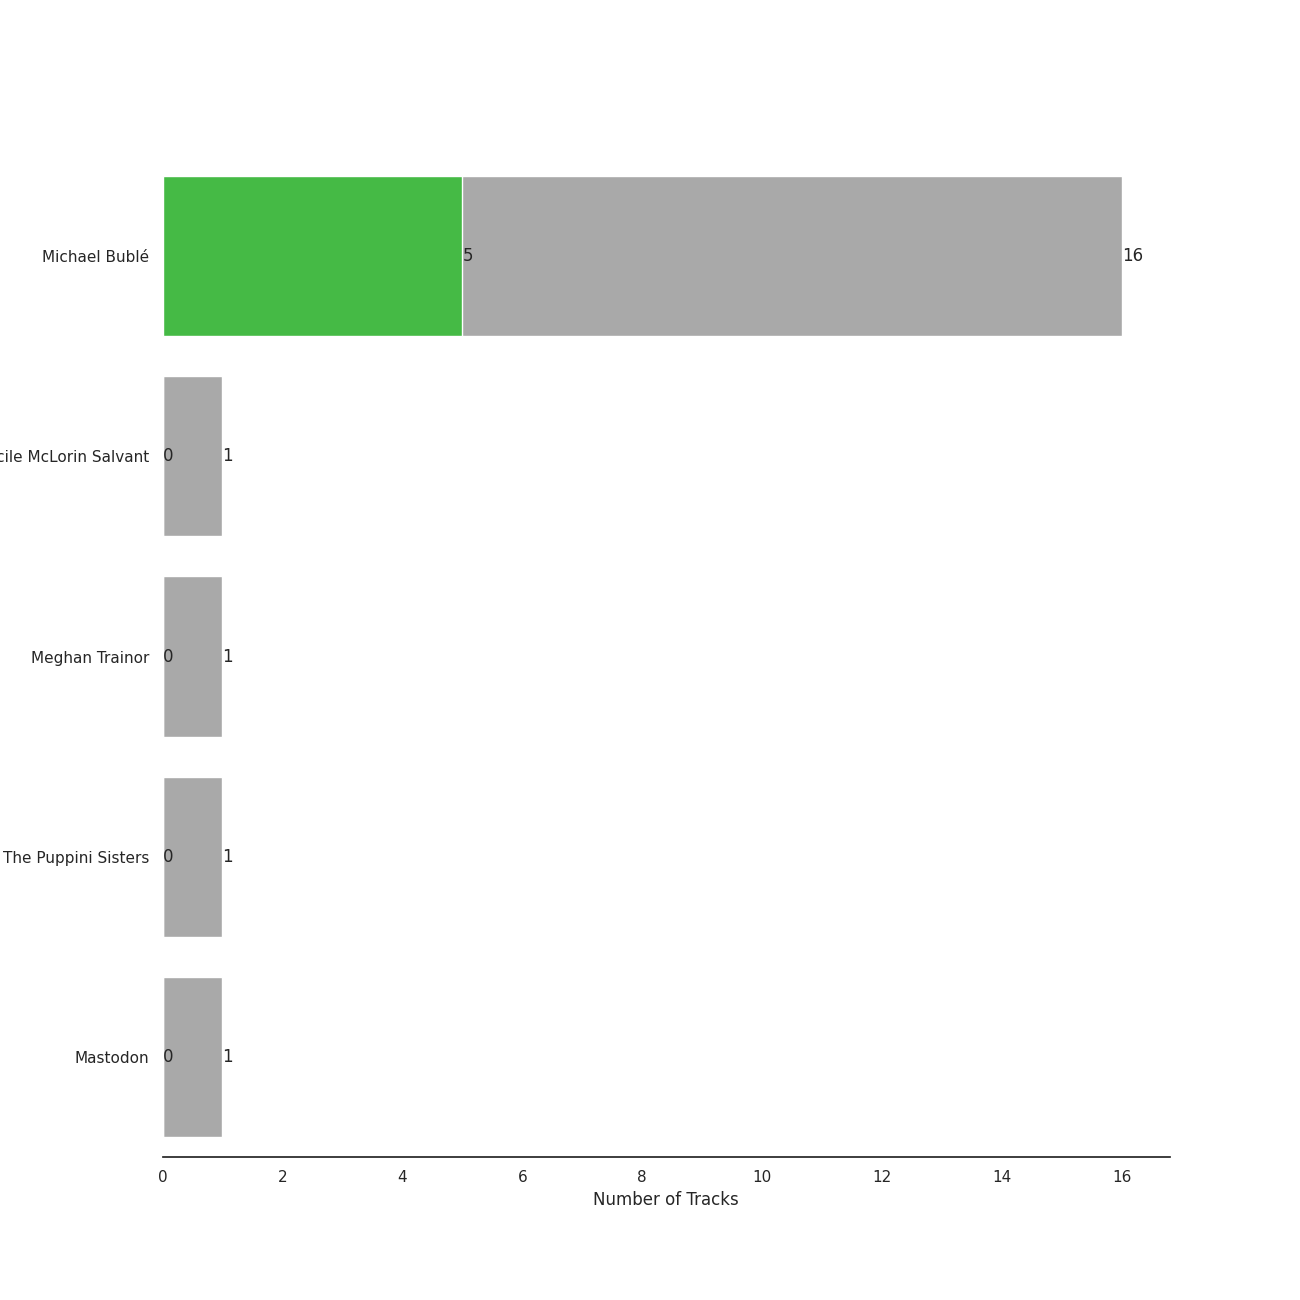 Michael Bublé
5
16
cile McLorin Salvant
0
1
Meghan Trainor
0
1
The Puppini Sisters
0
1
Mastodon
0
1
0 2 4 6 8 10 12 14 16
Number of Tracks